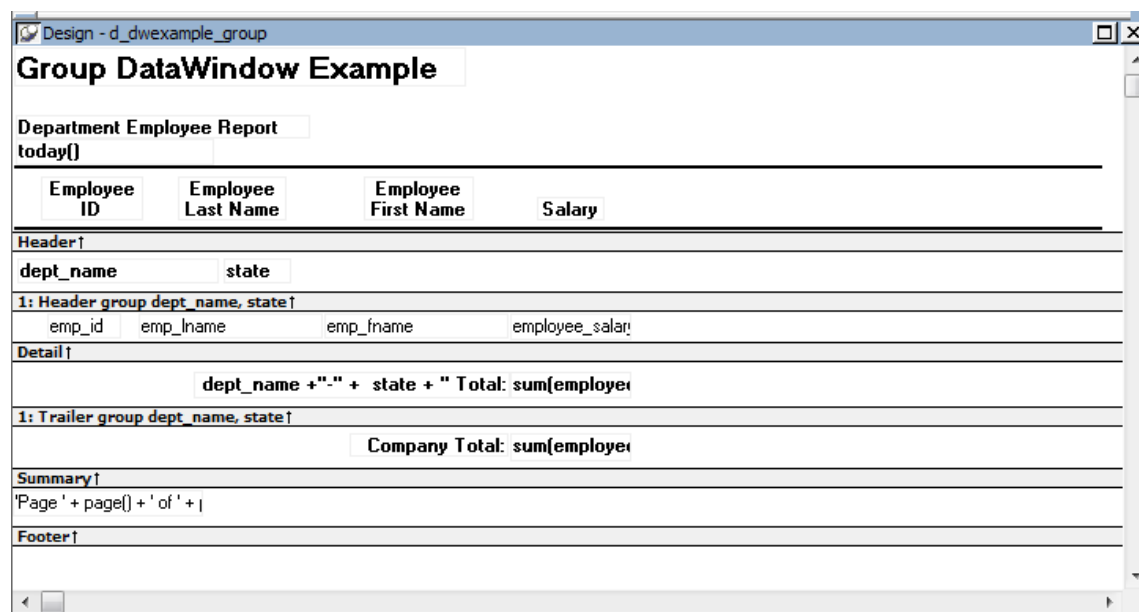 Design - d_dwexample_group
Group DataWindow Example
Department Employee Report
today()
Employee ID Employee Last Name Employee First Name Salary
Header↑
dept_name state
1: Header group dept_name, state↑
emp_id emp_lname emp_fname employee_salar
Detail↑
dept_name +"-" + state + " Total: sum(employe
1: Trailer group dept_name, state↑
Company Total: sum(employe
Summary↑
'Page ' + page() + ' of ' +
Footer↑